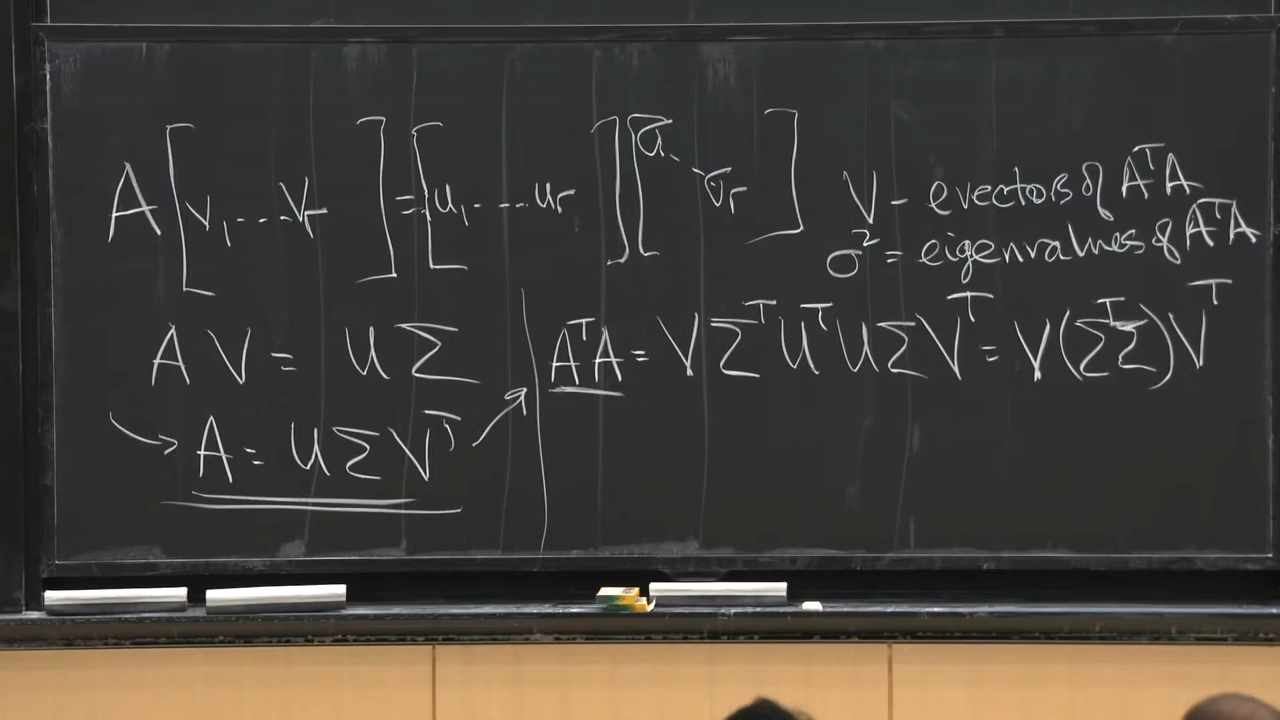 A[v₁...vᵣ] = [u₁....uᵣ][σ₁ ⋱ σᵣ]
V - evectors of AᵀA
σ² = eigenvalues of AᵀA
AV = UΣ
A = UΣVᵀ
AᵀA = VΣᵀUᵀUΣVᵀ = V(ΣᵀΣ)Vᵀ